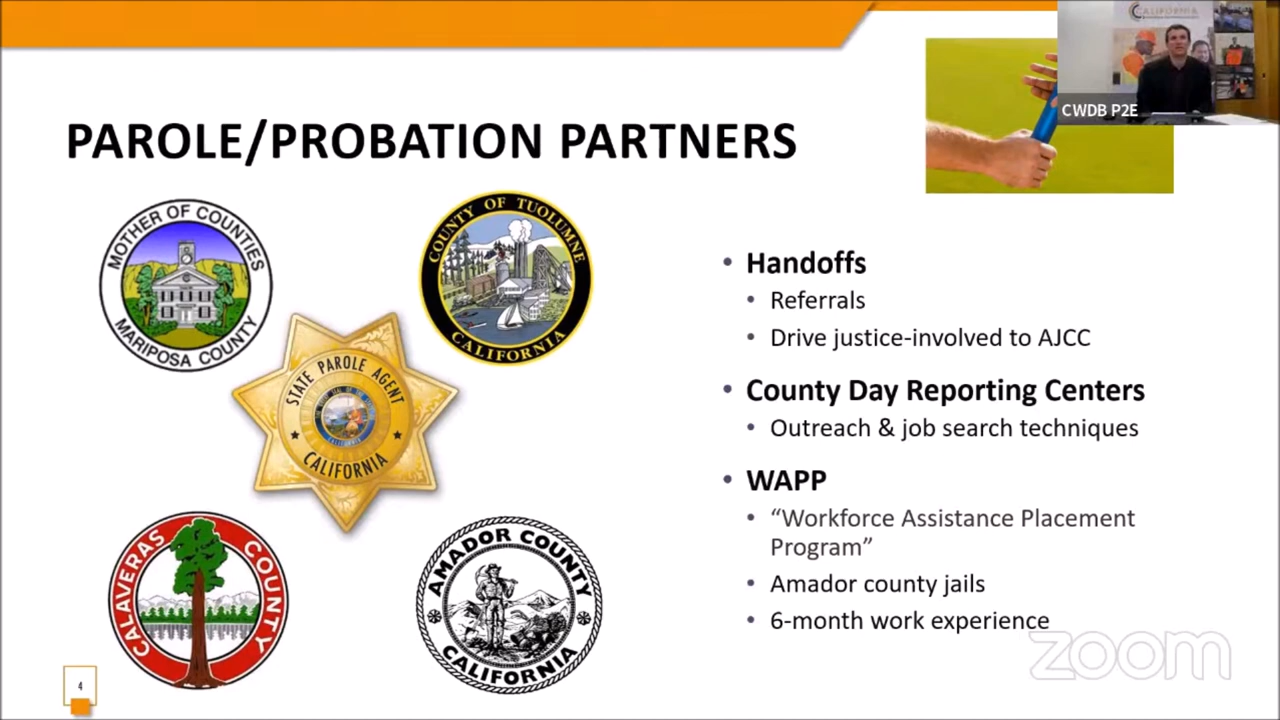 CALIFORNIA
CWDB P2E
PAROLE/PROBATION PARTNERS
MOTHER OF COUNTIES
MARIPOSA COUNTY
COUNTY OF TUOLUMNE
CALIFORNIA
STATE PAROLE AGENT
CALIFORNIA
CALAVERAS COUNTY
AMADOR COUNTY
CALIFORNIA
• Handoffs
• Referrals
• Drive justice-involved to AJCC
• County Day Reporting Centers
• Outreach & job search techniques
• WAPP
• “Workforce Assistance Placement
Program”
• Amador county jails
• 6-month work experience
zoom
4